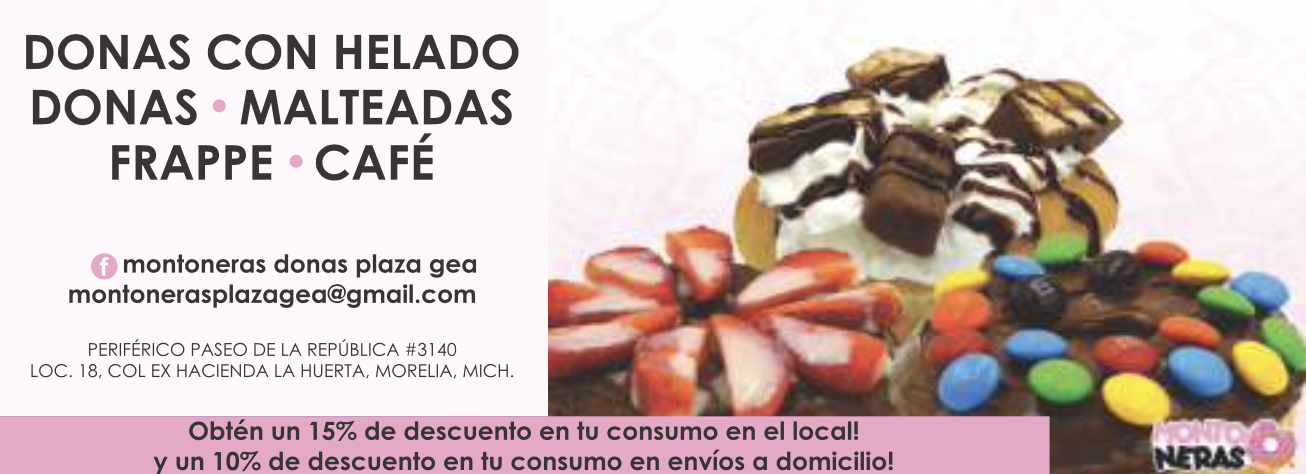 DONAS CON HELADO
DONAS • MALTEADAS
FRAPPE • CAFÉ
f montoneras donas plaza gea
montonerasplazagea@gmail.com
PERIFÉRICO PASEO DE LA REPÚBLICA #3140
LOC. 18, COL EX HACIENDA LA HUERTA, MORELIA, MICH.
Obtén un 15% de descuento en tu consumo en el local!
y un 10% de descuento en tu consumo en envíos a domicilio!
MONTO
NERAS